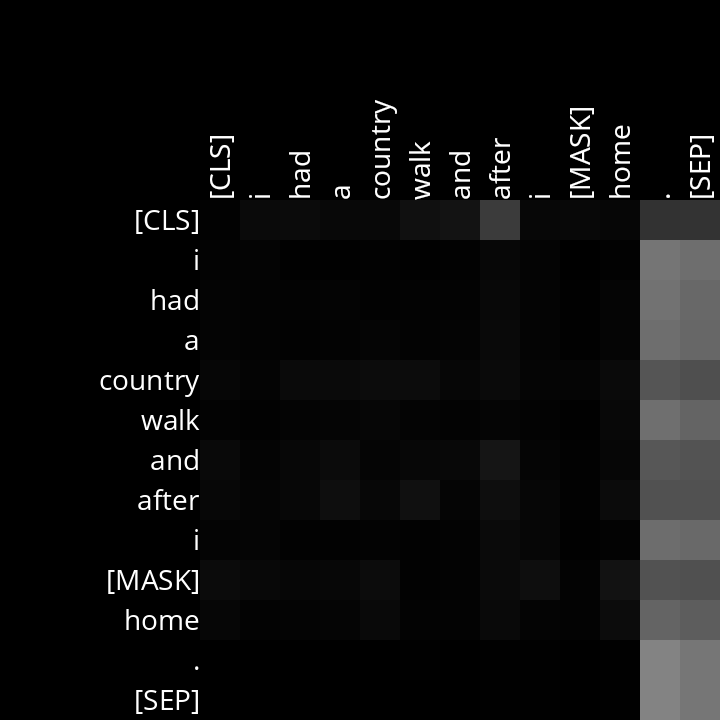 [CLS] i had a country walk and after i [MASK] home . [SEP]
[CLS]
i
had
a
country
walk
and
after
i
[MASK]
home
.
[SEP]